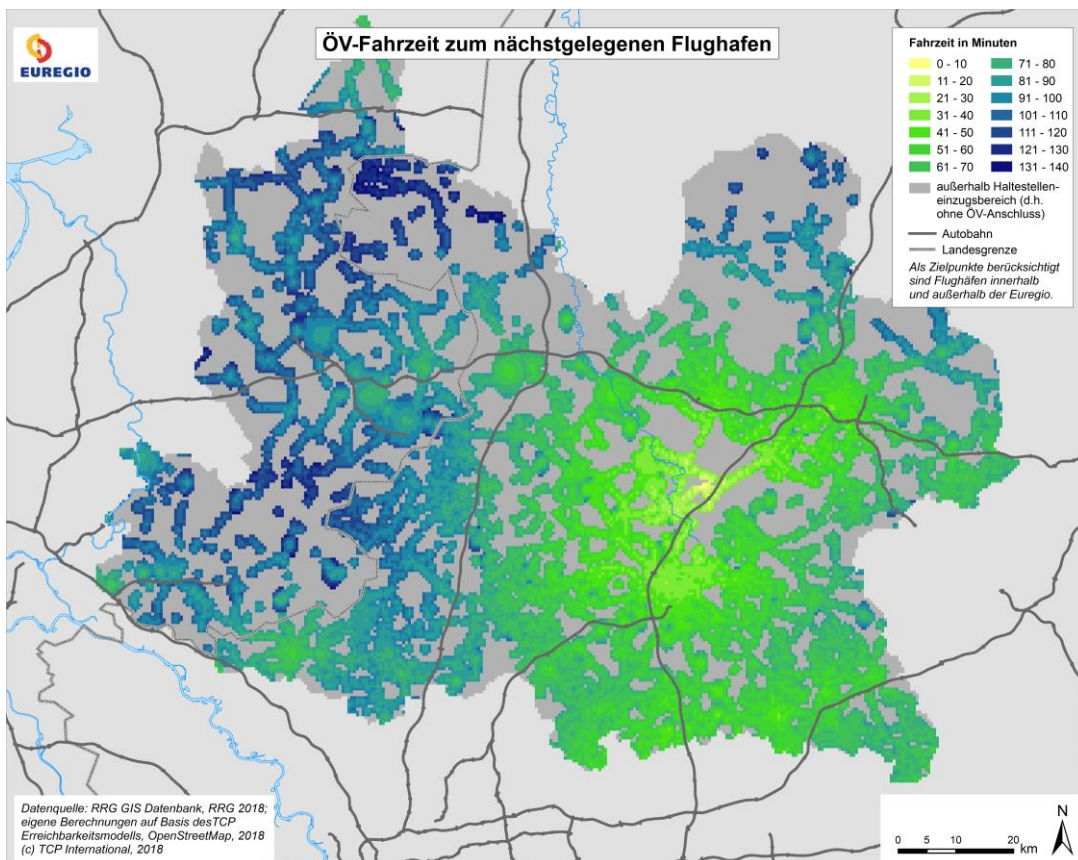 EUREGIO
ÖV-Fahrzeit zum nächstgelegenen Flughafen
Fahrzeit in Minuten
0 - 10
11 - 20
21 - 30
31 - 40
41 - 50
51 - 60
61 - 70
71 - 80
81 - 90
91 - 100
101 - 110
111 - 120
121 - 130
131 - 140
außerhalb Haltestellen-
einzugsbereich (d.h.
ohne ÖV-Anschluss)
Autobahn
Landesgrenze
Als Zielpunkte berücksichtigt
sind Flughäfen innerhalb
und außerhalb der Euregio.
Datenquelle: RRG GIS Datenbank, RRG 2018;
eigene Berechnungen auf Basis desTCP
Erreichbarkeitsmodells, OpenStreetMap, 2018
(c) TCP International, 2018
N
0 5 10 20
km